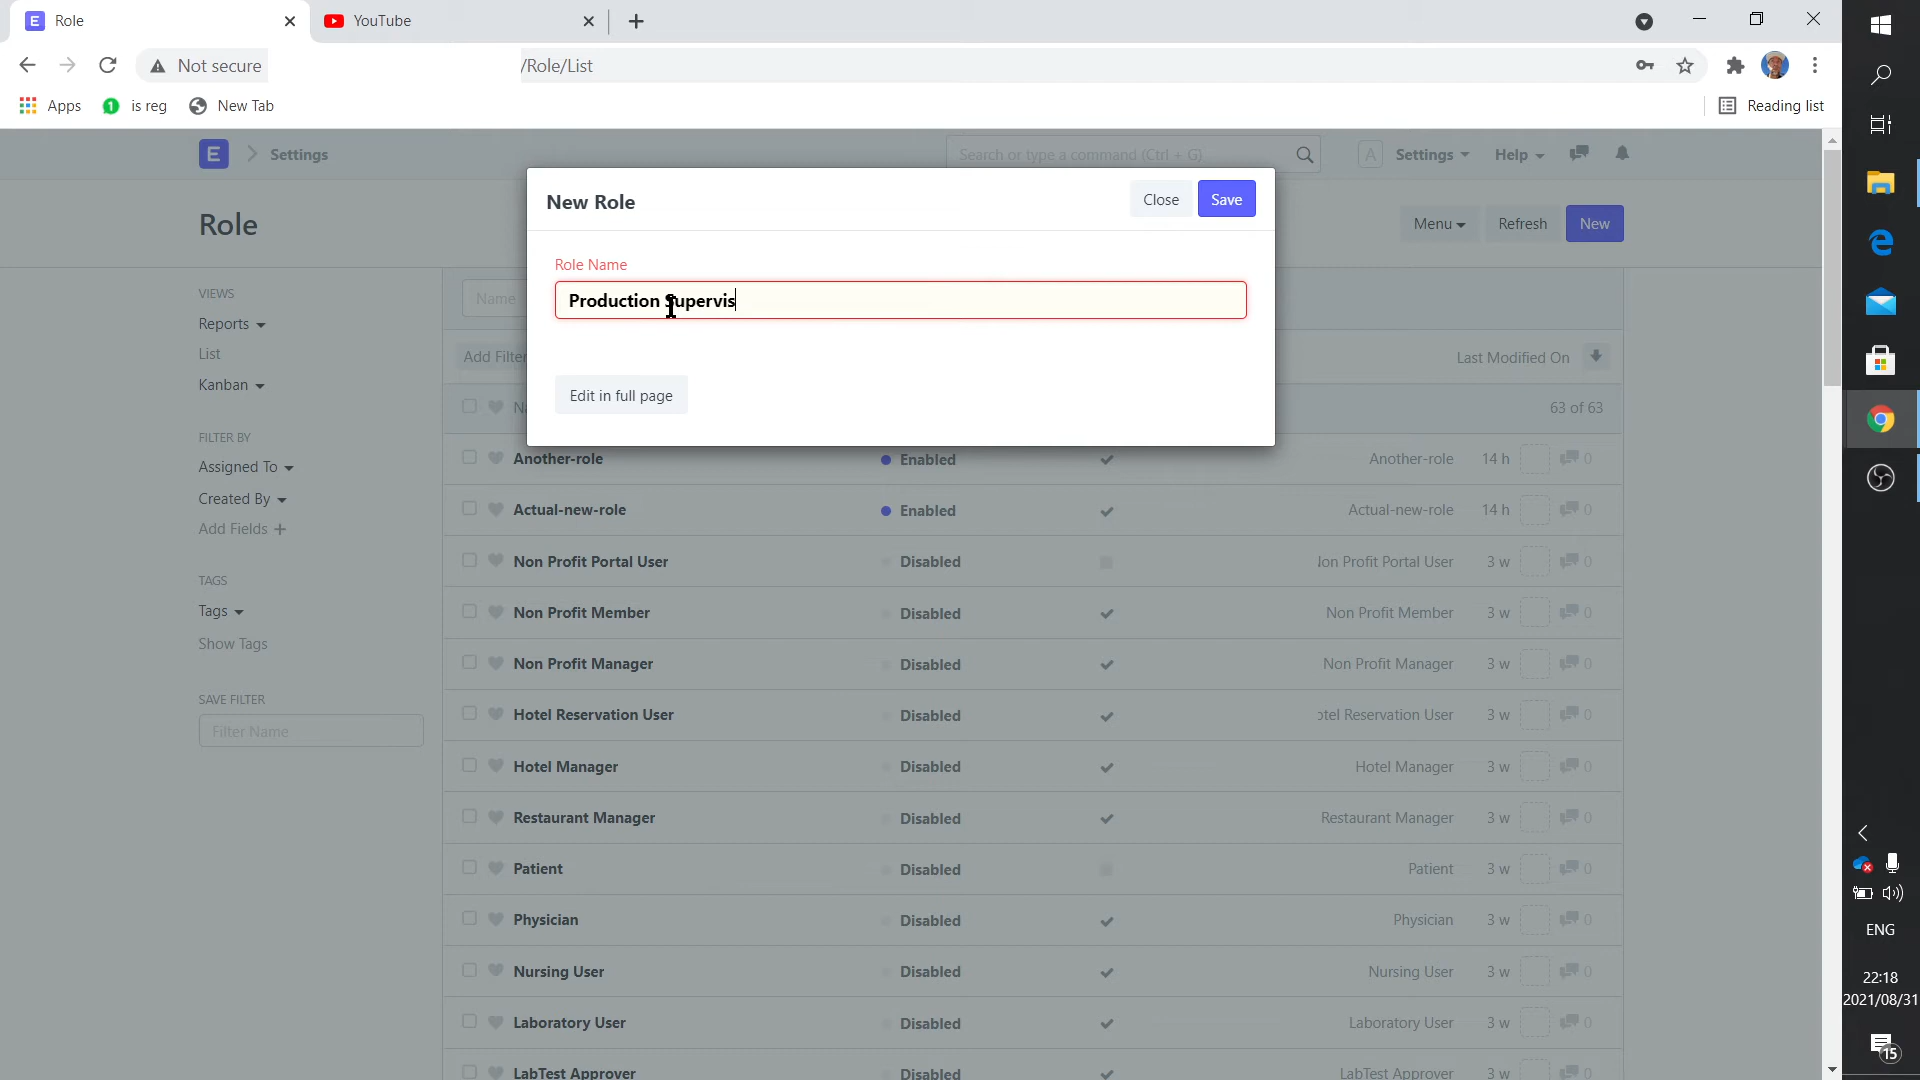 Role
YouTube
Not secure
/Role/List
Apps
is reg
New Tab
Reading list
E
Settings
Search or type a command (Ctrl + G)
A
Settings
Help
New Role
Close
Save
Role
Menu
Refresh
New
Role Name
Production Supervis
VIEWS
Reports
List
Kanban
Name
Add Filter
Last Modified On
Edit in full page
63 of 63
FILTER BY
Assigned To
Created By
Add Fields +
TAGS
Tags
Show Tags
SAVE FILTER
Filter Name
Another-role Enabled Another-role 14 h 0
Actual-new-role Enabled Actual-new-role 14 h 0
Non Profit Portal User Disabled Non Profit Portal User 3 w 0
Non Profit Member Disabled Non Profit Member 3 w 0
Non Profit Manager Disabled Non Profit Manager 3 w 0
Hotel Reservation User Disabled otel Reservation User 3 w 0
Hotel Manager Disabled Hotel Manager 3 w 0
Restaurant Manager Disabled Restaurant Manager 3 w 0
Patient Disabled Patient 3 w 0
Physician Disabled Physician 3 w 0
Nursing User Disabled Nursing User 3 w 0
Laboratory User Disabled Laboratory User 3 w 0
LabTest Approver Disabled LabTest Approver 3 w 0
ENG
22:18
2021/08/31
15